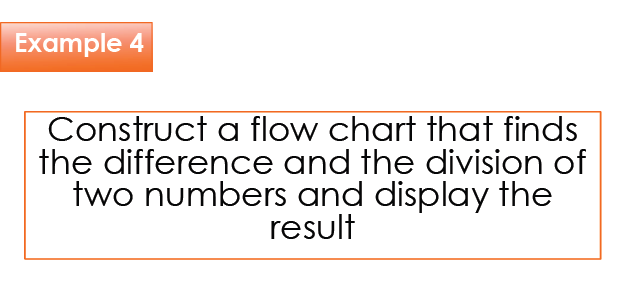 Example 4
Construct a flow chart that finds
the difference and the division of
two numbers and display the
result